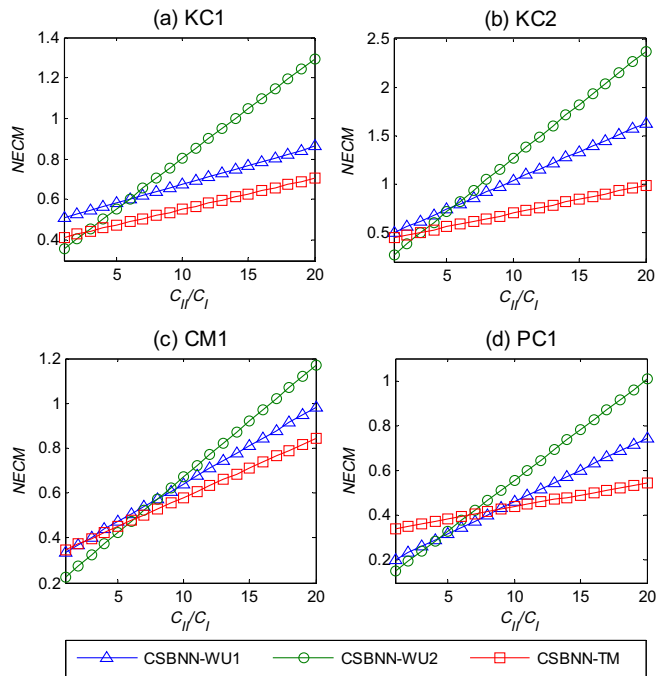 (a) KC1
(b) KC2
1.4
1.2
1
0.8
0.6
0.4
NECM
5
10
15
20
C_II/C_I
2.5
2
1.5
1
0.5
NECM
5
10
15
20
C_II/C_I
(c) CM1
(d) PC1
1.2
1
0.8
0.6
0.4
0.2
NECM
5
10
15
20
C_II/C_I
1
0.8
0.6
0.4
0.2
NECM
5
10
15
20
C_II/C_I
CSBNN-WU1 CSBNN-WU2 CSBNN-TM